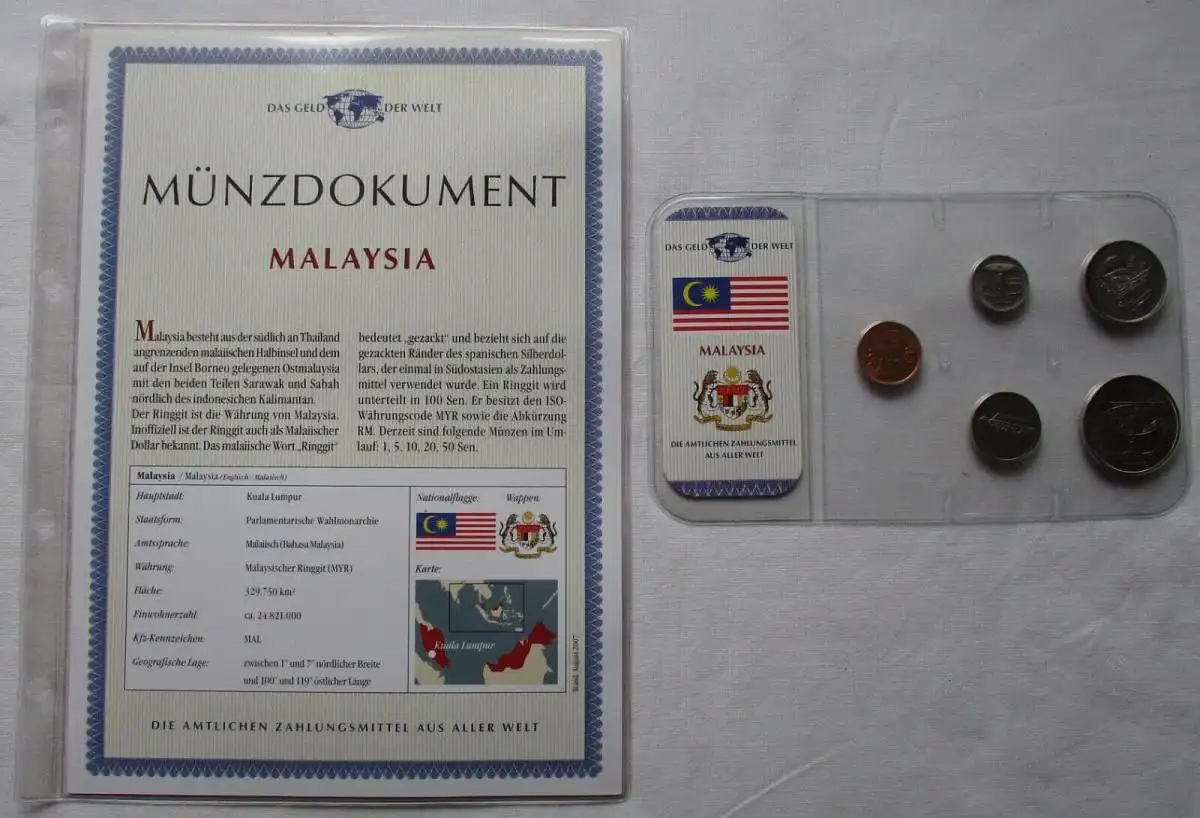 DAS GELD DER WELT
MÜNZDOKUMENT
MALAYSIA
Malaysia besteht aus der südlich an Thailand
angrenzenden malaiischen Halbinsel und dem
auf der Insel Borneo gelegenen Ostmalaysia
mit den beiden Teilen Sarawak und Sabah
nördlich des indonesichen Kalimantan.
Der Ringgit ist die Währung von Malaysia.
Inoffiziell ist der Ringgit auch als Malaiischer
Dollar bekannt. Das malaiische Wort „Ringgit"
bedeutet „gezackt" und bezieht sich auf die
gezackten Ränder des spanischen Silberdol-
lars, der einmal in Südostasien als Zahlungs-
mittel verwendet wurde. Ein Ringgit wird
unterteilt in 100 Sen. Er besitzt den ISO-
Währungscode MYR sowie die Abkürzung
RM. Derzeit sind folgende Münzen im Um-
lauf: 1, 5, 10, 20, 50 Sen.
Malaysia / Malaysia (Englisch / Malaiisch)
Hauptstadt: Kuala Lumpur
Staatsform: Parlamentarische Wahlmonarchie
Amtssprache: Malaiisch (Bahasa Malaysia)
Währung: Malaysischer Ringgit (MYR)
Fläche: 329.750 km²
Einwohnerzahl: ca. 24.821.000
Kfz-Kennzeichen: MAL
Geografische Lage: zwischen 1° und 7° nördlicher Breite
und 100° und 119° östlicher Länge
Nationalflagge: Wappen:
Karte:
Kuala Lumpur
Stand: August 2007
DIE AMTLICHEN ZAHLUNGSMITTEL AUS ALLER WELT
DAS GELD DER WELT
MALAYSIA
DIE AMTLICHEN ZAHLUNGSMITTEL
AUS ALLER WELT
5